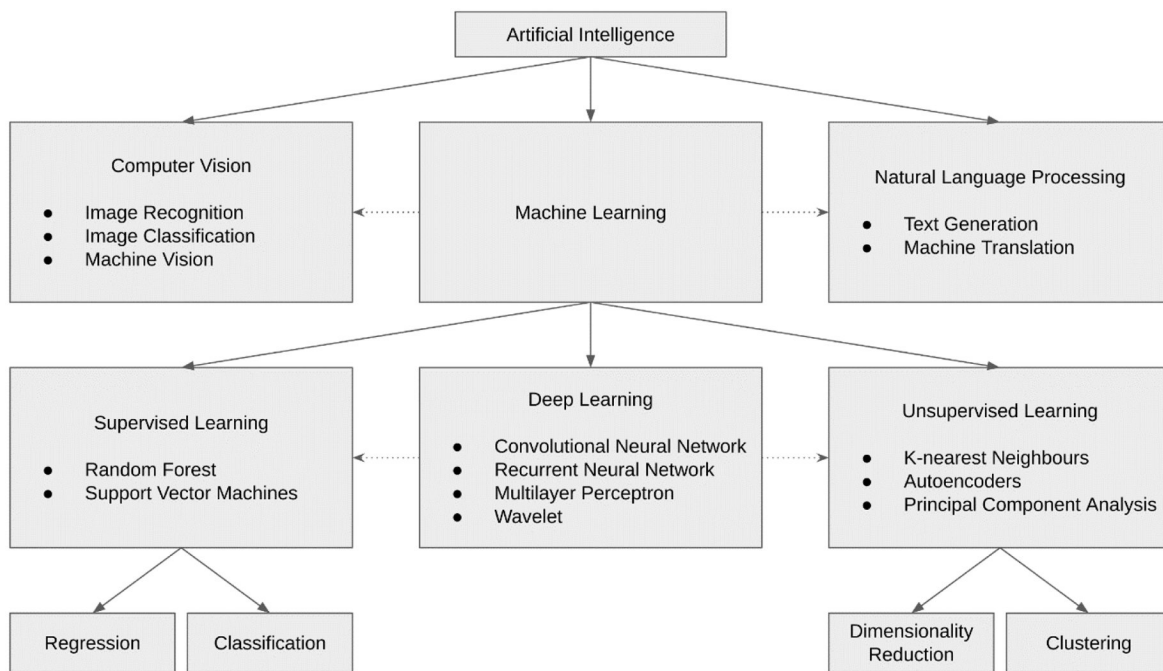 Artificial Intelligence
Computer Vision
● Image Recognition
● Image Classification
● Machine Vision
Machine Learning
Natural Language Processing
● Text Generation
● Machine Translation
Supervised Learning
● Random Forest
● Support Vector Machines
Deep Learning
● Convolutional Neural Network
● Recurrent Neural Network
● Multilayer Perceptron
● Wavelet
Unsupervised Learning
● K-nearest Neighbours
● Autoencoders
● Principal Component Analysis
Regression
Classification
Dimensionality
Reduction
Clustering